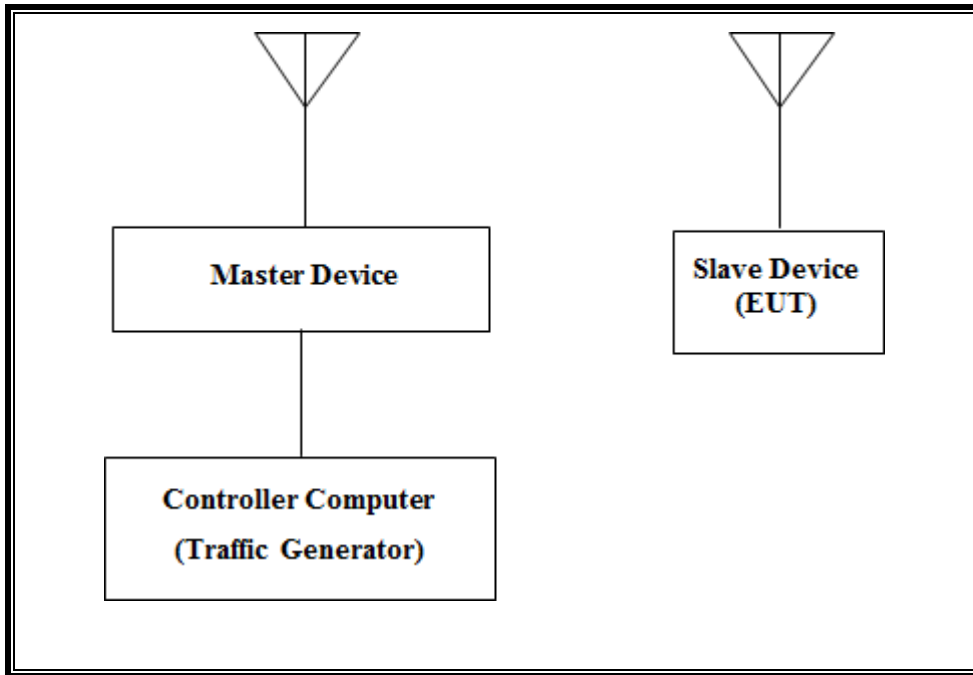 Master Device
Slave Device
(EUT)
Controller Computer
(Traffic Generator)